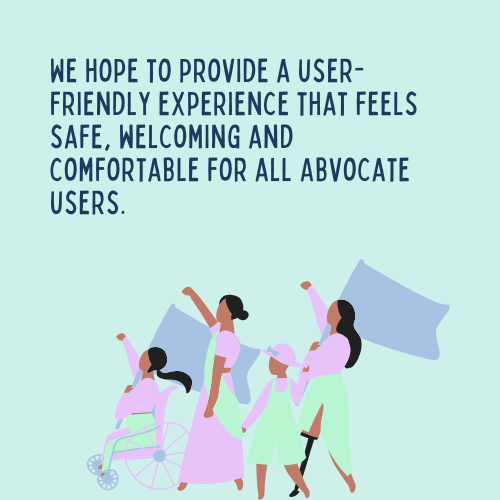 WE HOPE TO PROVIDE A USER-
FRIENDLY EXPERIENCE THAT FEELS
SAFE, WELCOMING AND
COMFORTABLE FOR ALL ABVOCATE
USERS.